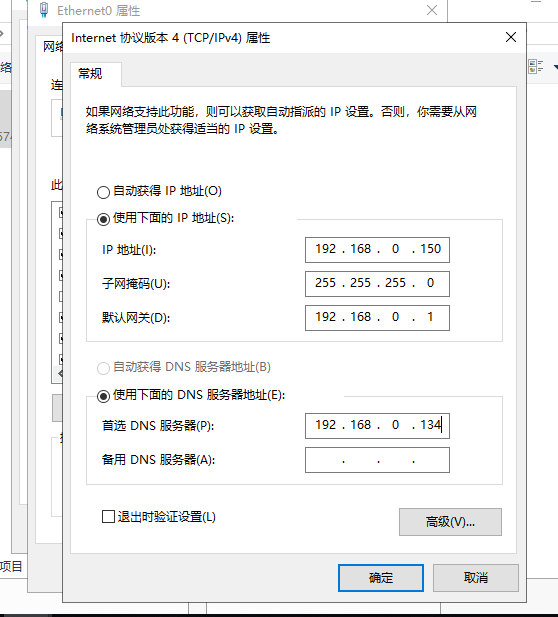 Ethernet0 属性
Internet 协议版本 4 (TCP/IPv4) 属性
常规
如果网络支持此功能，则可以获取自动指派的 IP 设置。否则，你需要从网
络系统管理员处获得适当的 IP 设置。
自动获得 IP 地址(O)
使用下面的 IP 地址(S):
IP 地址(I):
192 . 168 . 0 . 150
子网掩码(U):
255 . 255 . 255 . 0
默认网关(D):
192 . 168 . 0 . 1
自动获得 DNS 服务器地址(B)
使用下面的 DNS 服务器地址(E):
首选 DNS 服务器(P):
192 . 168 . 0 . 134
备用 DNS 服务器(A):
. . .
退出时验证设置(L)
高级(V)...
确定
取消
网络
络
连
574
此
项目